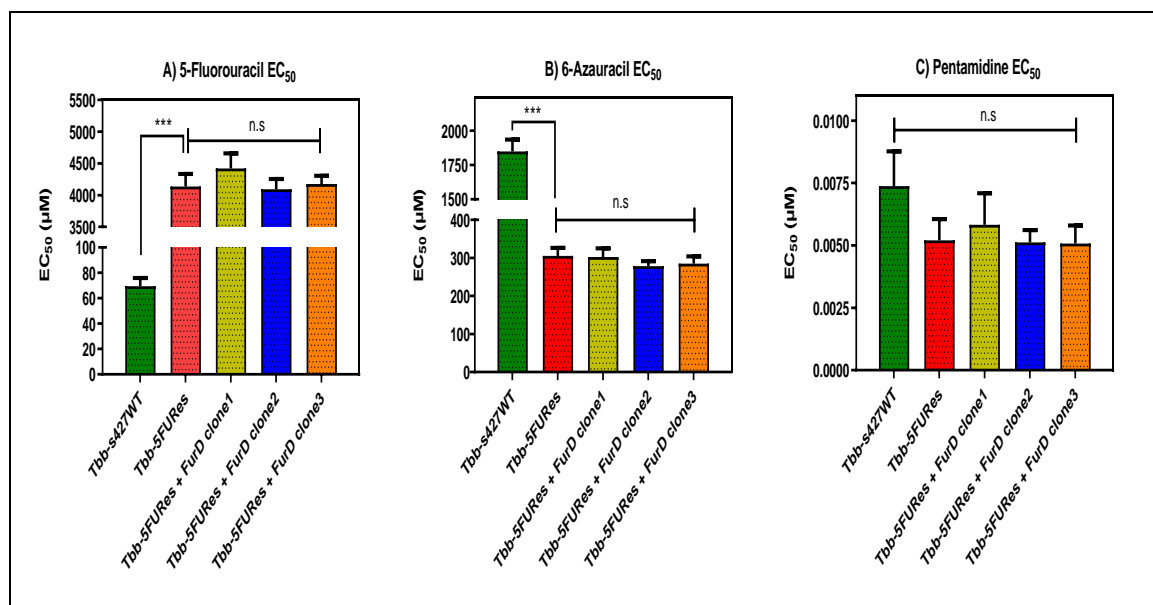 A) 5-Fluorouracil EC50
5500
5000
4500
4000
3500
100
80
60
40
20
0
EC50 (µM)
***
n.s
Tbb-s427WT
Tbb-5FURes
Tbb-5FURes + FurD clone1
Tbb-5FURes + FurD clone2
Tbb-5FURes + FurD clone3
B) 6-Azauracil EC50
2000
1750
1500
400
300
200
100
0
EC50 (µM)
***
n.s
Tbb-s427WT
Tbb-5FURes
Tbb-5FURes + FurD clone1
Tbb-5FURes + FurD clone2
Tbb-5FURes + FurD clone3
C) Pentamidine EC50
0.0100
0.0075
0.0050
0.0025
0.0000
EC50 (µM)
n.s
Tbb-s427WT
Tbb-5FURes
Tbb-5FURes + FurD clone1
Tbb-5FURes + FurD clone2
Tbb-5FURes + FurD clone3